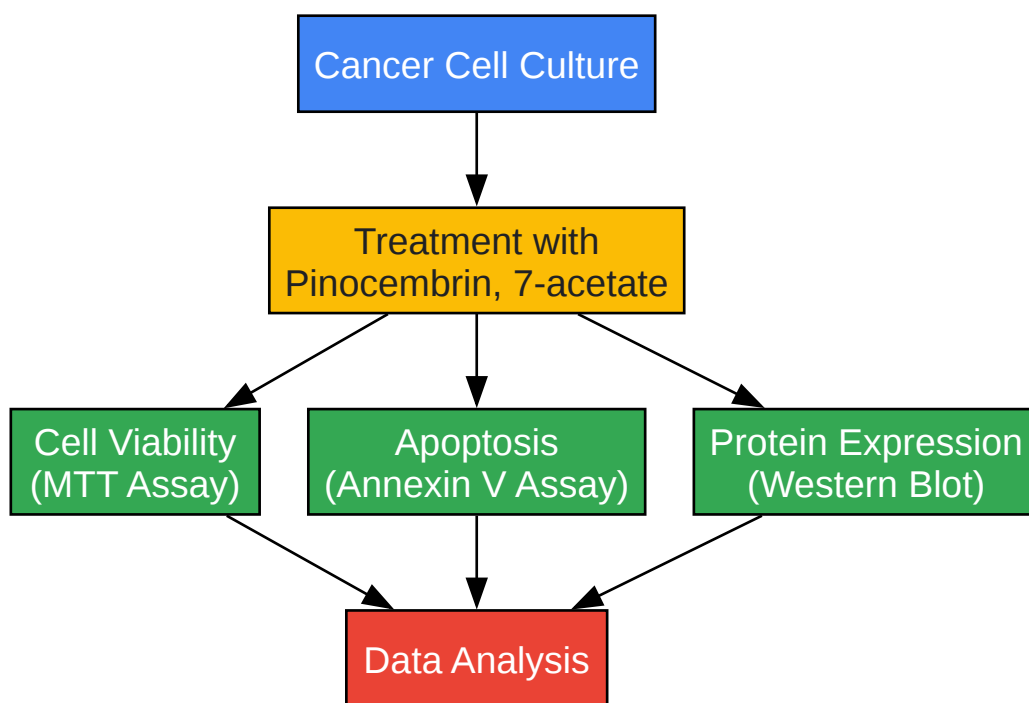 Cancer Cell Culture
Treatment with
Pinocembrin, 7-acetate
Cell Viability
(MTT Assay)
Apoptosis
(Annexin V Assay)
Protein Expression
(Western Blot)
Data Analysis